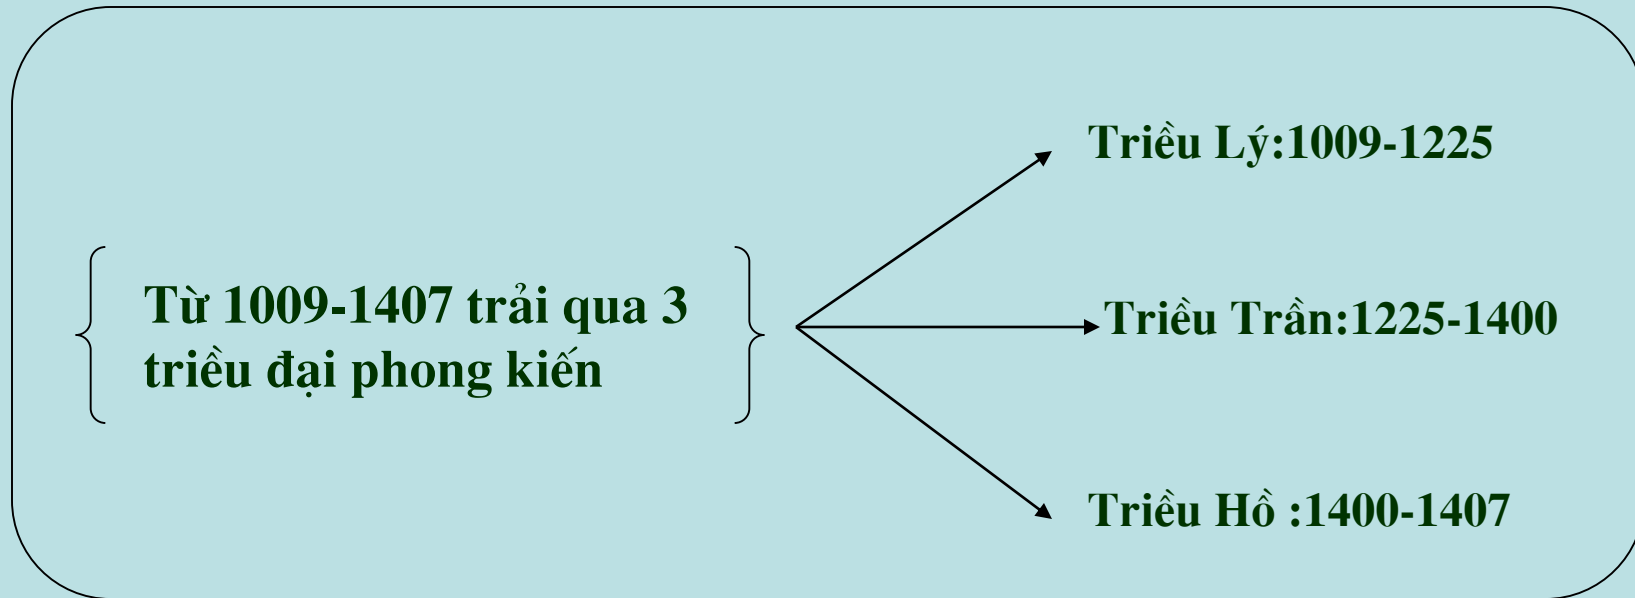 Triều Lý:1009-1225
Từ 1009-1407 trải qua 3
triều đại phong kiến
Triều Trần:1225-1400
Triều Hồ :1400-1407